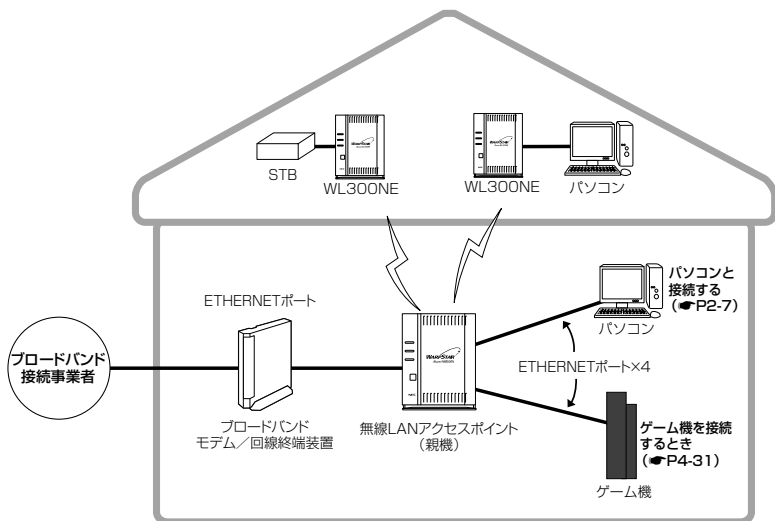 STB
WL300NE
WL300NE
パソコン
ETHERNETポート
パソコンと
接続する
(☛P2-7)
パソコン
ブロードバンド
接続事業者
WARPSTAR
ETHERNETポート×4
ブロードバンド
モデム/回線終端装置
無線LANアクセスポイント
(親機)
ゲーム機を接続
するとき
(☛P4-31)
ゲーム機